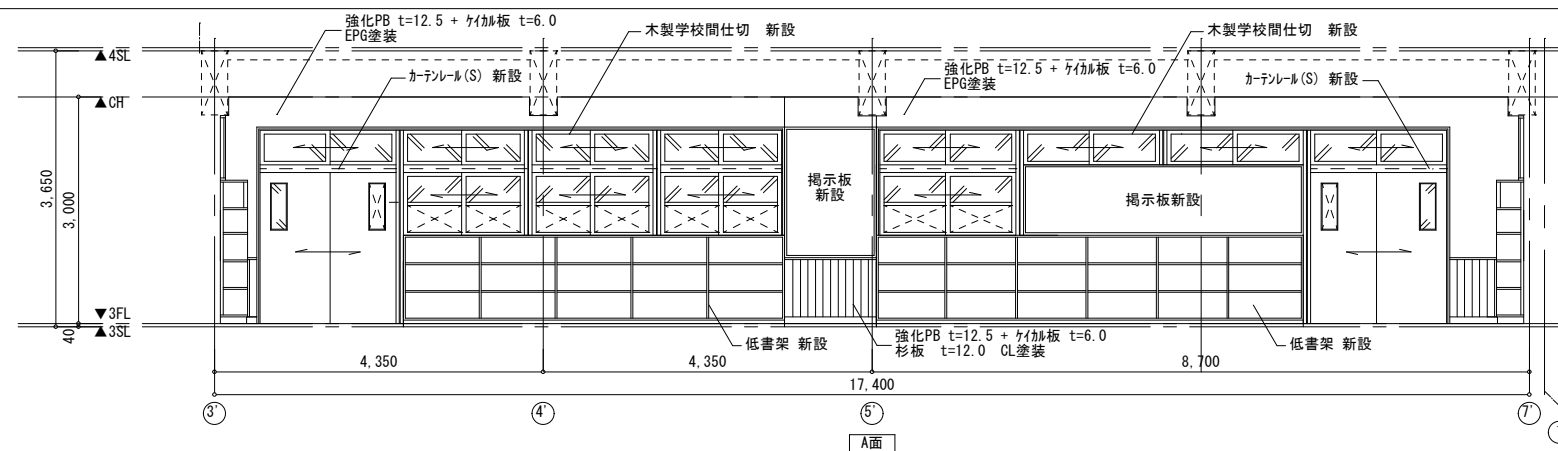 強化PB t=12.5 + ｹｲｶﾙ板 t=6.0
EPG塗装
木製学校間仕切　新設
木製学校間仕切　新設
▲4SL
ｶｰﾃﾝﾚｰﾙ(S) 新設
強化PB t=12.5 + ｹｲｶﾙ板 t=6.0
EPG塗装
ｶｰﾃﾝﾚｰﾙ(S) 新設
▲CH
3,650
3,000
掲示板
新設
掲示板新設
▼3FL
▲3SL
40
低書架 新設
強化PB t=12.5 + ｹｲｶﾙ板 t=6.0
杉板　t=12.0　CL塗装
低書架 新設
4,350
4,350
8,700
17,400
3'
4'
5'
7'
A面